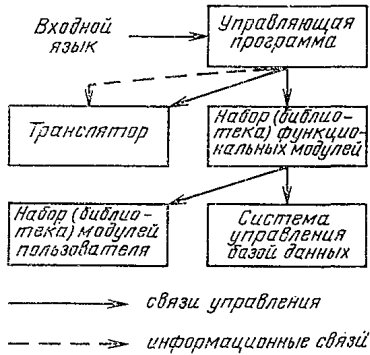 Входной
язык
Управляющая
программа
Транслятор
Набор (библио-
тека) функцио-
кальных модулей
Набор (библио-
тека) модулей
пользователя
Система
управления
базой данных
связи управления
информационные связи